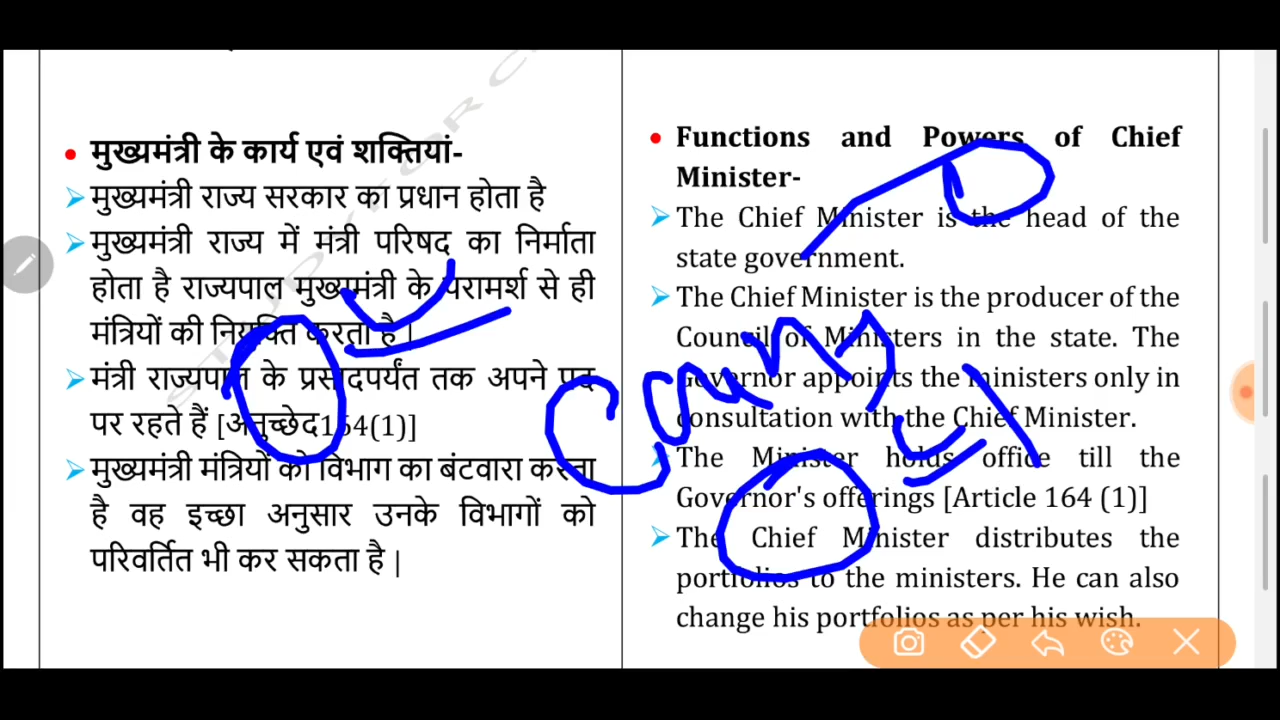 मुख्यमंत्री के कार्य एवं शक्तियां-
मुख्यमंत्री राज्य सरकार का प्रधान होता है
मुख्यमंत्री राज्य में मंत्री परिषद का निर्माता
होता है राज्यपाल मुख्यमंत्री के परामर्श से ही
मंत्रियों की नियुक्ति करता है |
मंत्री राज्यपाल के प्रसादपर्यंत तक अपने पद
पर रहते हैं [अनुच्छेद164(1)]
मुख्यमंत्री मंत्रियों को विभाग का बंटवारा करता
है वह इच्छा अनुसार उनके विभागों को
परिवर्तित भी कर सकता है |
Functions and Powers of Chief
Minister-
The Chief Minister is the head of the
state government.
The Chief Minister is the producer of the
Council of Ministers in the state. The
Governor appoints the ministers only in
consultation with the Chief Minister.
The Minister holds office till the
Governor's offerings [Article 164 (1)]
The Chief Minister distributes the
portfolios to the ministers. He can also
change his portfolios as per his wish.